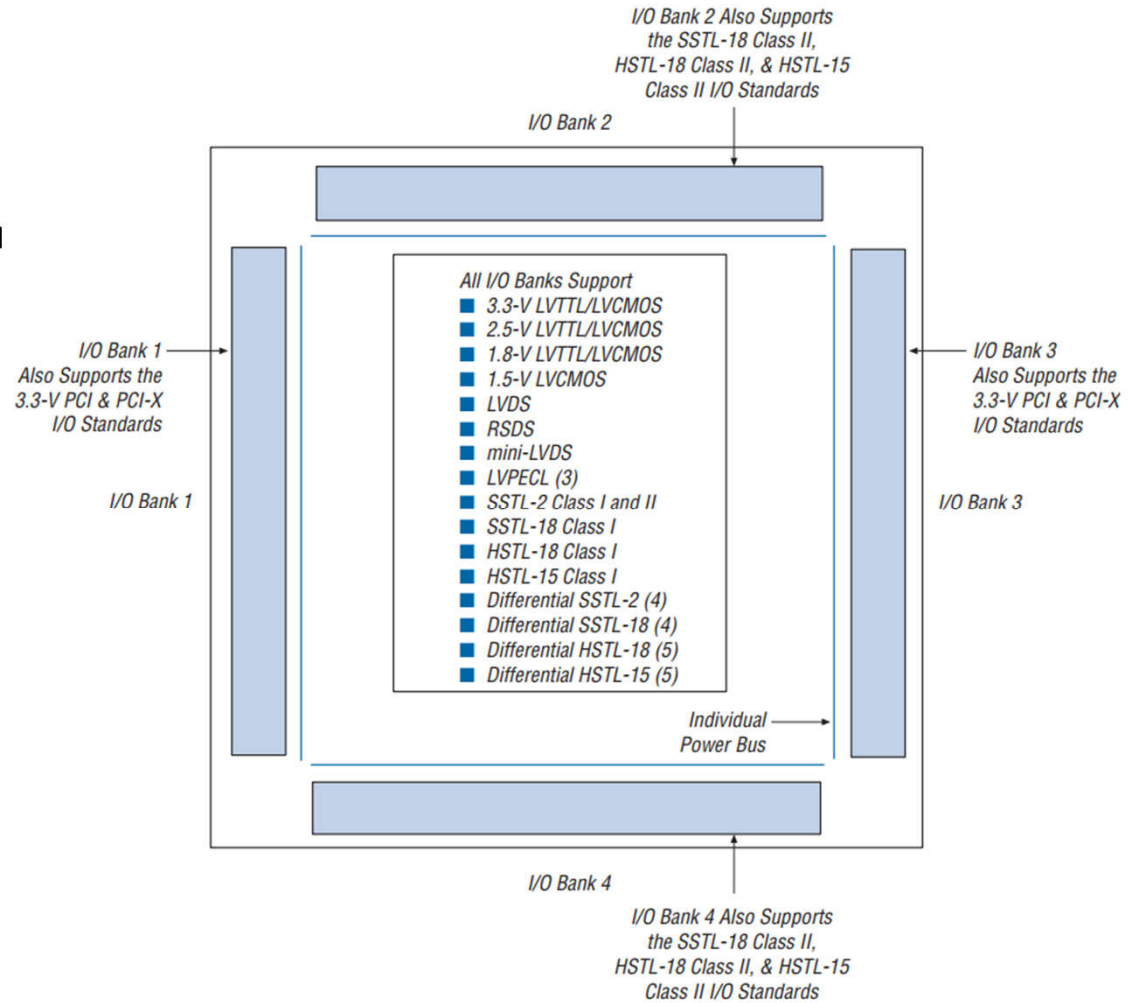 I/O Bank 2 Also Supports
the SSTL-18 Class II,
HSTL-18 Class II, & HSTL-15
Class II I/O Standards
I/O Bank 2
All I/O Banks Support
3.3-V LVTTL/LVCMOS
2.5-V LVTTL/LVCMOS
1.8-V LVTTL/LVCMOS
1.5-V LVCMOS
LVDS
RSDS
mini-LVDS
LVPECL (3)
SSTL-2 Class I and II
SSTL-18 Class I
HSTL-18 Class I
HSTL-15 Class I
Differential SSTL-2 (4)
Differential SSTL-18 (4)
Differential HSTL-18 (5)
Differential HSTL-15 (5)
I/O Bank 1
Also Supports the
3.3-V PCI & PCI-X
I/O Standards
I/O Bank 1
I/O Bank 3
Also Supports the
3.3-V PCI & PCI-X
I/O Standards
I/O Bank 3
Individual
Power Bus
I/O Bank 4
I/O Bank 4 Also Supports
the SSTL-18 Class II,
HSTL-18 Class II, & HSTL-15
Class II I/O Standards